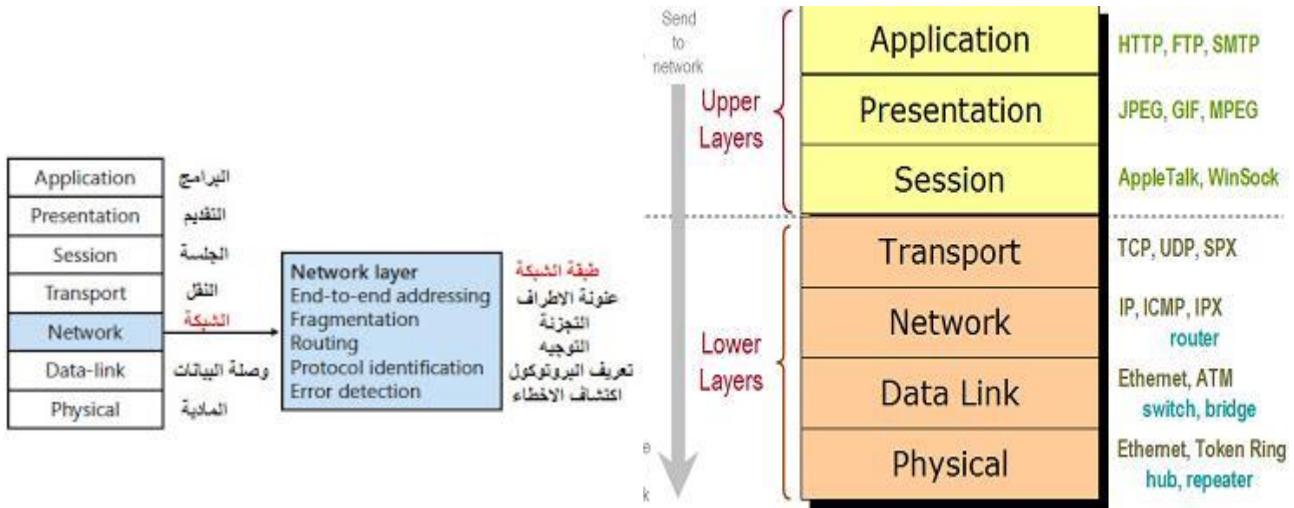 Application البرامج
Presentation التقديم
Session الجلسة
Transport النقل
Network الشبكة
Data-link وصلة البيانات
Physical المادية
Network layer طبقة الشبكة
End-to-end addressing عنونة الاطراف
Fragmentation التجزئة
Routing التوجيه
Protocol identification تعريف البروتوكول
Error detection اكتشاف الاخطاء
Send
to
network
Upper
Layers
Application HTTP, FTP, SMTP
Presentation JPEG, GIF, MPEG
Session AppleTalk, WinSock
Lower
Layers
Transport TCP, UDP, SPX
Network IP, ICMP, IPX
router
Data Link Ethernet, ATM
switch, bridge
Physical Ethernet, Token Ring
hub, repeater
e
k